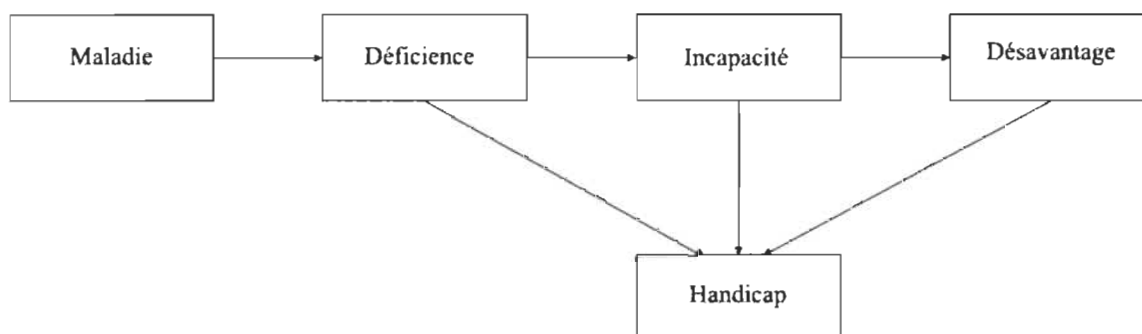 Maladie
Déficience
Incapacité
Désavantage
Handicap